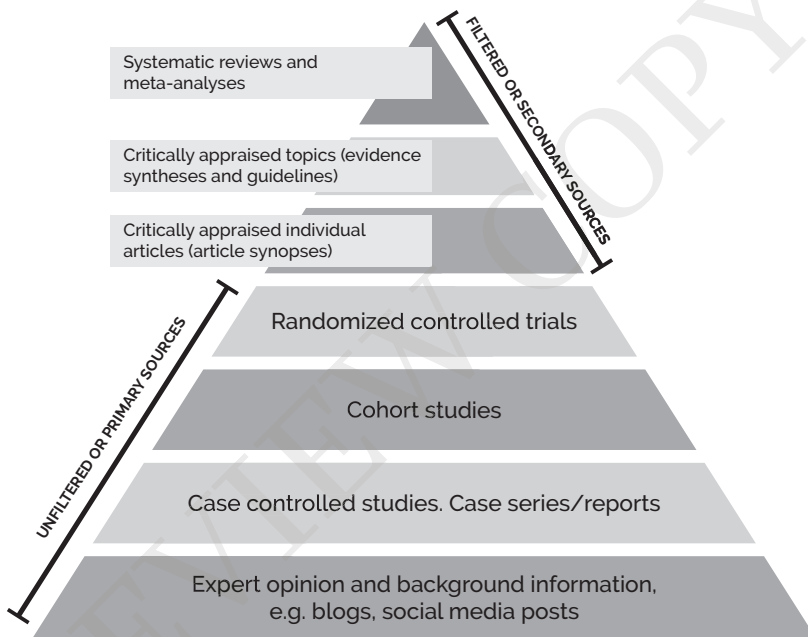 Systematic reviews and
meta-analyses
FILTERED OR SECONDARY SOURCES
Critically appraised topics (evidence
syntheses and guidelines)
Critically appraised individual
articles (article synopses)
UNFILTERED OR PRIMARY SOURCES
Randomized controlled trials
Cohort studies
Case controlled studies. Case series/reports
Expert opinion and background information,
e.g. blogs, social media posts
EVIEW COPY